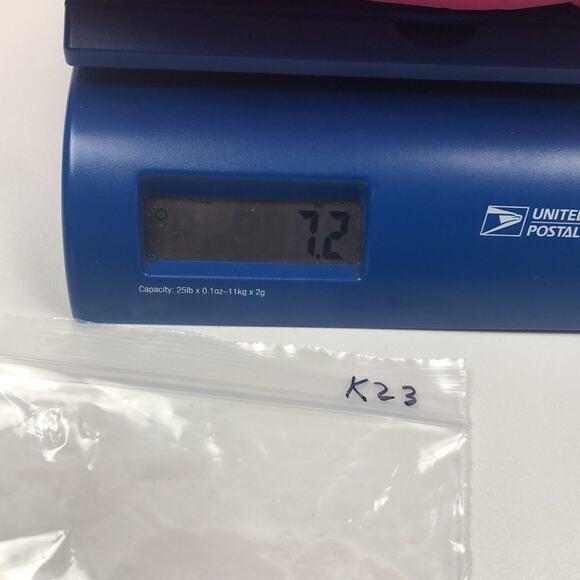 7.2
UNITED
POSTAL
Capacity: 25lb x 0.1oz–11kg x 2g
K23